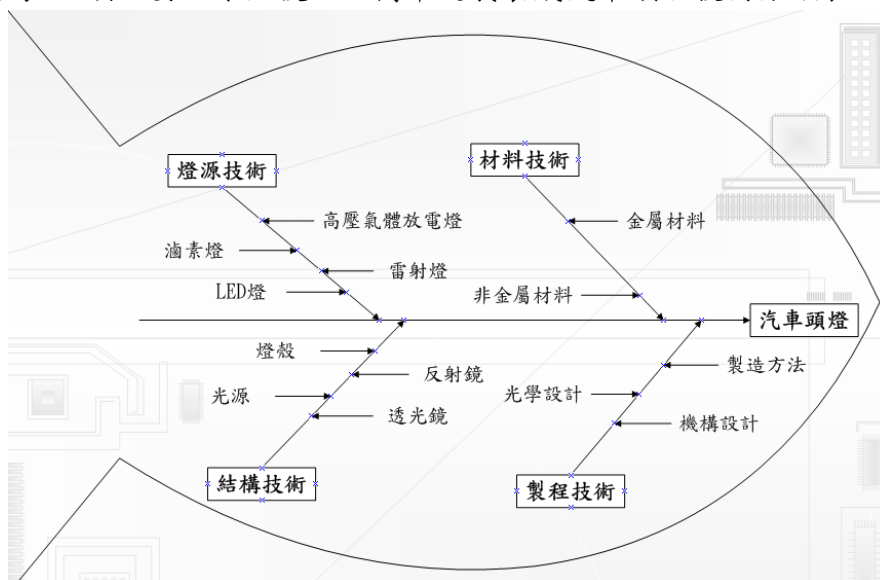 燈源技術
材料技術
高壓氣體放電燈
金屬材料
滷素燈
雷射燈
LED燈
非金屬材料
汽車頭燈
燈殼
反射鏡
製造方法
光源
光學設計
透光鏡
機構設計
結構技術
製程技術